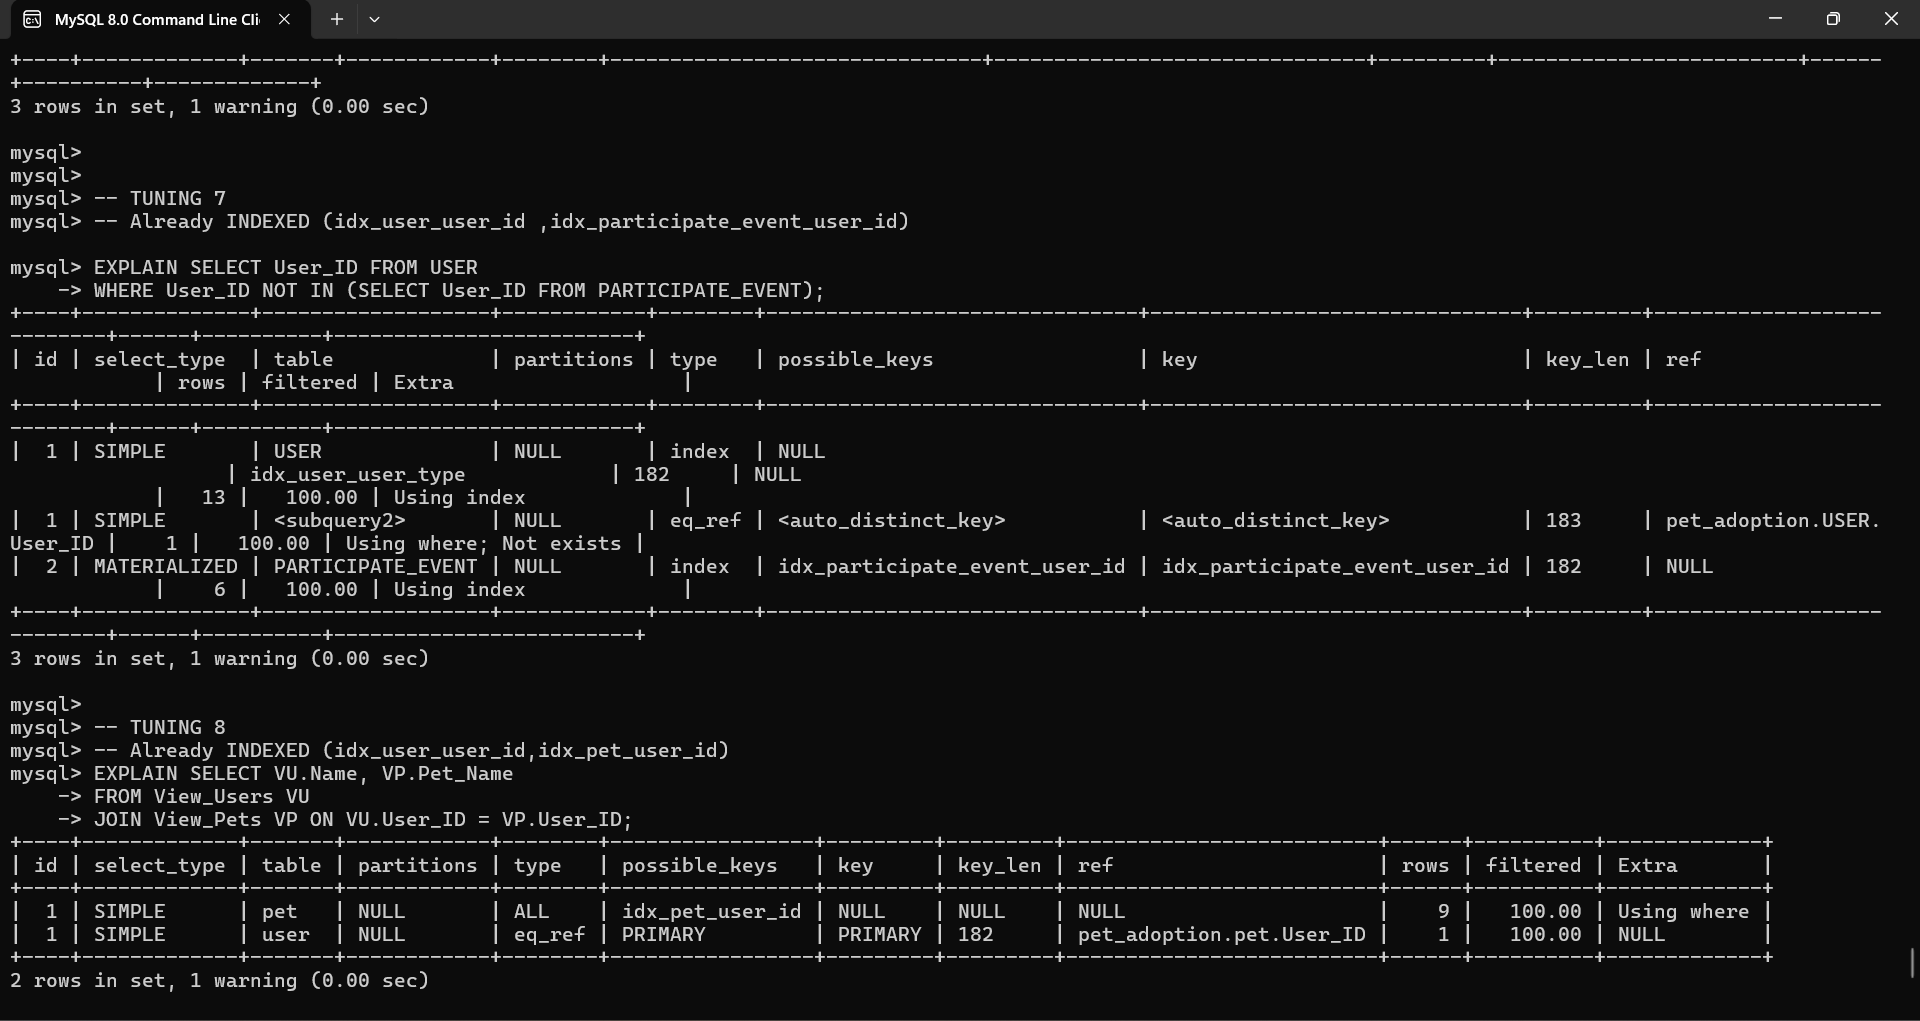 MySQL 8.0 Command Line Cli
+----+-------------+-------+------------+--------+-------------------------------+-------------------------------+---------+-------------------------+------
+----------+-------------+
3 rows in set, 1 warning (0.00 sec)
mysql>
mysql>
mysql> -- TUNING 7
mysql> -- Already INDEXED (idx_user_user_id ,idx_participate_event_user_id)
mysql> EXPLAIN SELECT User_ID FROM USER
    -> WHERE User_ID NOT IN (SELECT User_ID FROM PARTICIPATE_EVENT);
+----+--------------+-------------------+------------+--------+-------------------------------+-------------------------------+---------+-------------------
--------+------+----------+-------------------------+
| id | select_type  | table             | partitions | type   | possible_keys                 | key                           | key_len | ref
            | rows | filtered | Extra                   |
+----+--------------+-------------------+------------+--------+-------------------------------+-------------------------------+---------+-------------------
--------+------+----------+-------------------------+
|  1 | SIMPLE       | USER              | NULL       | index  | NULL
                  | idx_user_user_type            | 182     | NULL
            |   13 |   100.00 | Using index             |
|  1 | SIMPLE       | <subquery2>       | NULL       | eq_ref | <auto_distinct_key>           | <auto_distinct_key>           | 183     | pet_adoption.USER.
User_ID |    1 |   100.00 | Using where; Not exists |
|  2 | MATERIALIZED | PARTICIPATE_EVENT | NULL       | index  | idx_participate_event_user_id | idx_participate_event_user_id | 182     | NULL
            |    6 |   100.00 | Using index             |
+----+--------------+-------------------+------------+--------+-------------------------------+-------------------------------+---------+-------------------
--------+------+----------+-------------------------+
3 rows in set, 1 warning (0.00 sec)
mysql>
mysql> -- TUNING 8
mysql> -- Already INDEXED (idx_user_user_id,idx_pet_user_id)
mysql> EXPLAIN SELECT VU.Name, VP.Pet_Name
    -> FROM View_Users VU
    -> JOIN View_Pets VP ON VU.User_ID = VP.User_ID;
+----+-------------+-------+------------+--------+-----------------+---------+---------+--------------------------+------+----------+-------------+
| id | select_type | table | partitions | type   | possible_keys   | key     | key_len | ref                      | rows | filtered | Extra       |
+----+-------------+-------+------------+--------+-----------------+---------+---------+--------------------------+------+----------+-------------+
|  1 | SIMPLE      | pet   | NULL       | ALL    | idx_pet_user_id | NULL    | NULL    | NULL                     |    9 |   100.00 | Using where |
|  1 | SIMPLE      | user  | NULL       | eq_ref | PRIMARY         | PRIMARY | 182     | pet_adoption.pet.User_ID |    1 |   100.00 | NULL        |
+----+-------------+-------+------------+--------+-----------------+---------+---------+--------------------------+------+----------+-------------+
2 rows in set, 1 warning (0.00 sec)